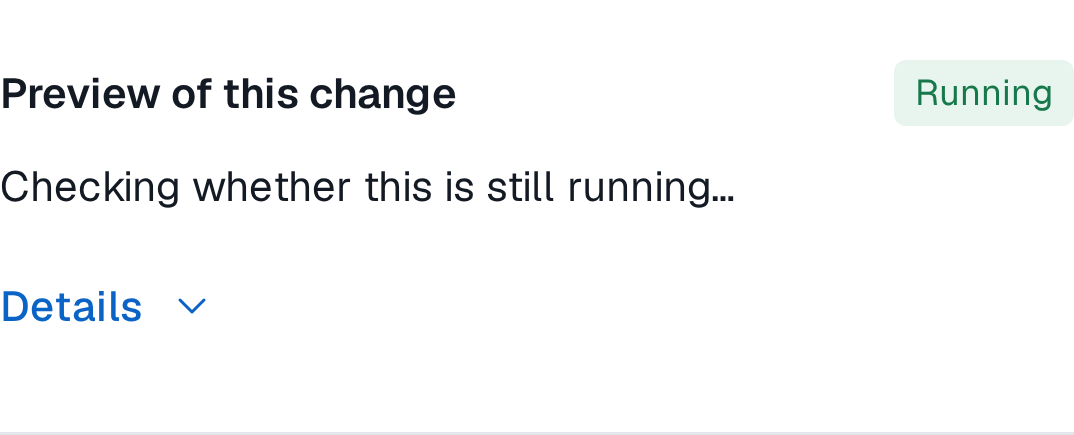 Preview of this change
Running
Checking whether this is still running…
Details